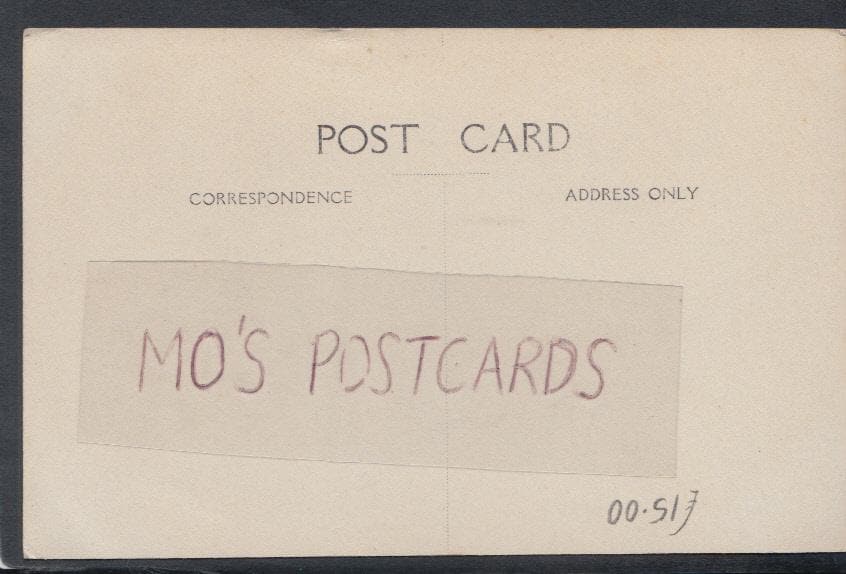 POST CARD
CORRESPONDENCE
ADDRESS ONLY
MO'S POSTCARDS
£15.00